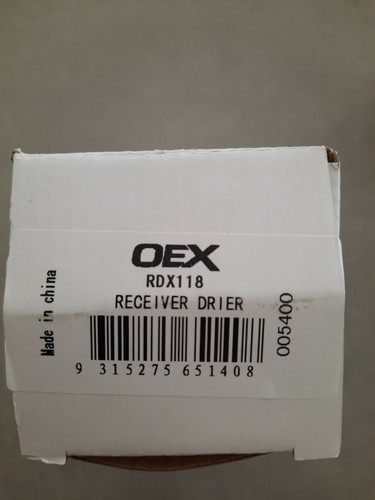 OEX
RDX118
RECEIVER DRIER
9 315275 651408
Made in china
005400